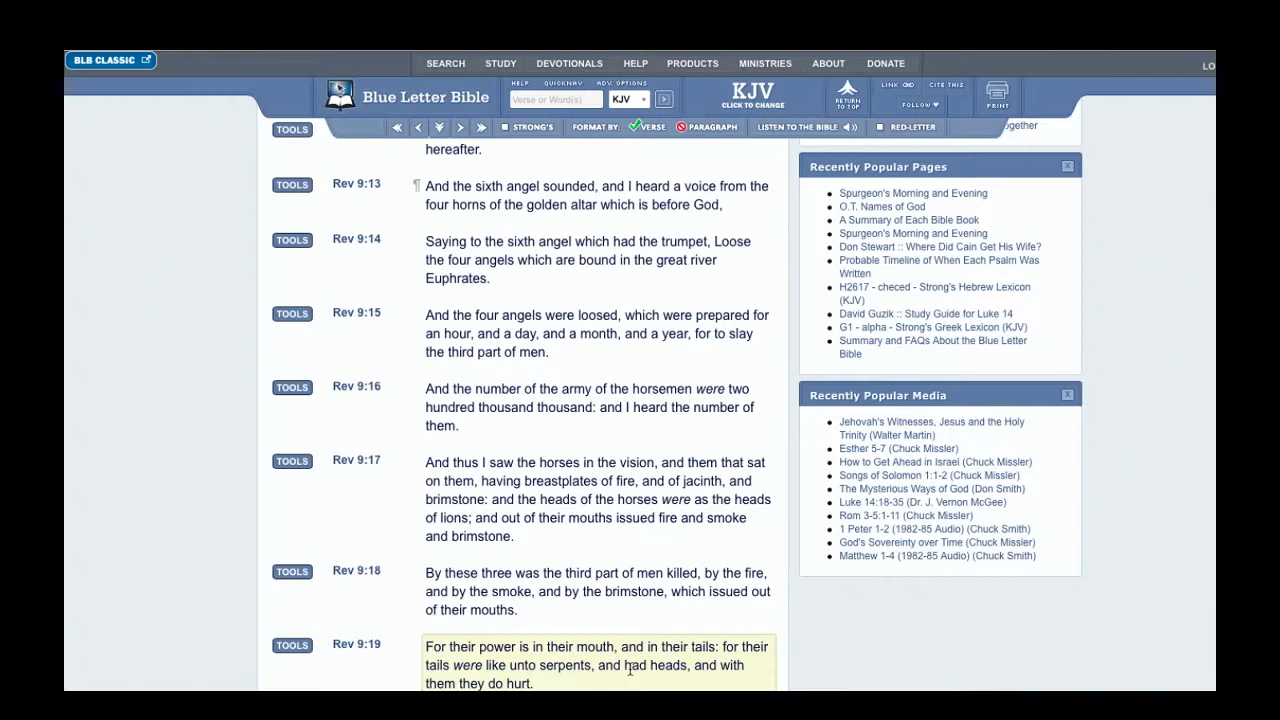 BLB CLASSIC
SEARCH STUDY DEVOTIONALS HELP PRODUCTS MINISTRIES ABOUT DONATE LO
HELP QUICKNAV ADV. OPTIONS
Blue Letter Bible
Verse or Word(s) KJV
KJV
CLICK TO CHANGE
RETURN
TO TOP
LINK CITE THIS
FOLLOW
PRINT
STRONG'S FORMAT BY: VERSE PARAGRAPH LISTEN TO THE BIBLE RED-LETTER
TOOLS
hereafter.
TOOLS Rev 9:13 ¶ And the sixth angel sounded, and I heard a voice from the
four horns of the golden altar which is before God,
TOOLS Rev 9:14 Saying to the sixth angel which had the trumpet, Loose
the four angels which are bound in the great river
Euphrates.
TOOLS Rev 9:15 And the four angels were loosed, which were prepared for
an hour, and a day, and a month, and a year, for to slay
the third part of men.
TOOLS Rev 9:16 And the number of the army of the horsemen were two
hundred thousand thousand: and I heard the number of
them.
TOOLS Rev 9:17 And thus I saw the horses in the vision, and them that sat
on them, having breastplates of fire, and of jacinth, and
brimstone: and the heads of the horses were as the heads
of lions; and out of their mouths issued fire and smoke
and brimstone.
TOOLS Rev 9:18 By these three was the third part of men killed, by the fire,
and by the smoke, and by the brimstone, which issued out
of their mouths.
TOOLS Rev 9:19 For their power is in their mouth, and in their tails: for their
tails were like unto serpents, and had heads, and with
them they do hurt.
ogether
Recently Popular Pages
Spurgeon's Morning and Evening
O.T. Names of God
A Summary of Each Bible Book
Spurgeon's Morning and Evening
Don Stewart :: Where Did Cain Get His Wife?
Probable Timeline of When Each Psalm Was
Written
H2617 - checed - Strong's Hebrew Lexicon
(KJV)
David Guzik :: Study Guide for Luke 14
G1 - alpha - Strong's Greek Lexicon (KJV)
Summary and FAQs About the Blue Letter
Bible
Recently Popular Media
Jehovah's Witnesses, Jesus and the Holy
Trinity (Walter Martin)
Esther 5-7 (Chuck Missler)
How to Get Ahead in Israel (Chuck Missler)
Songs of Solomon 1:1-2 (Chuck Missler)
The Mysterious Ways of God (Don Smith)
Luke 14:18-35 (Dr. J. Vernon McGee)
Rom 3-5:1-11 (Chuck Missler)
1 Peter 1-2 (1982-85 Audio) (Chuck Smith)
God's Sovereinty over Time (Chuck Missler)
Matthew 1-4 (1982-85 Audio) (Chuck Smith)